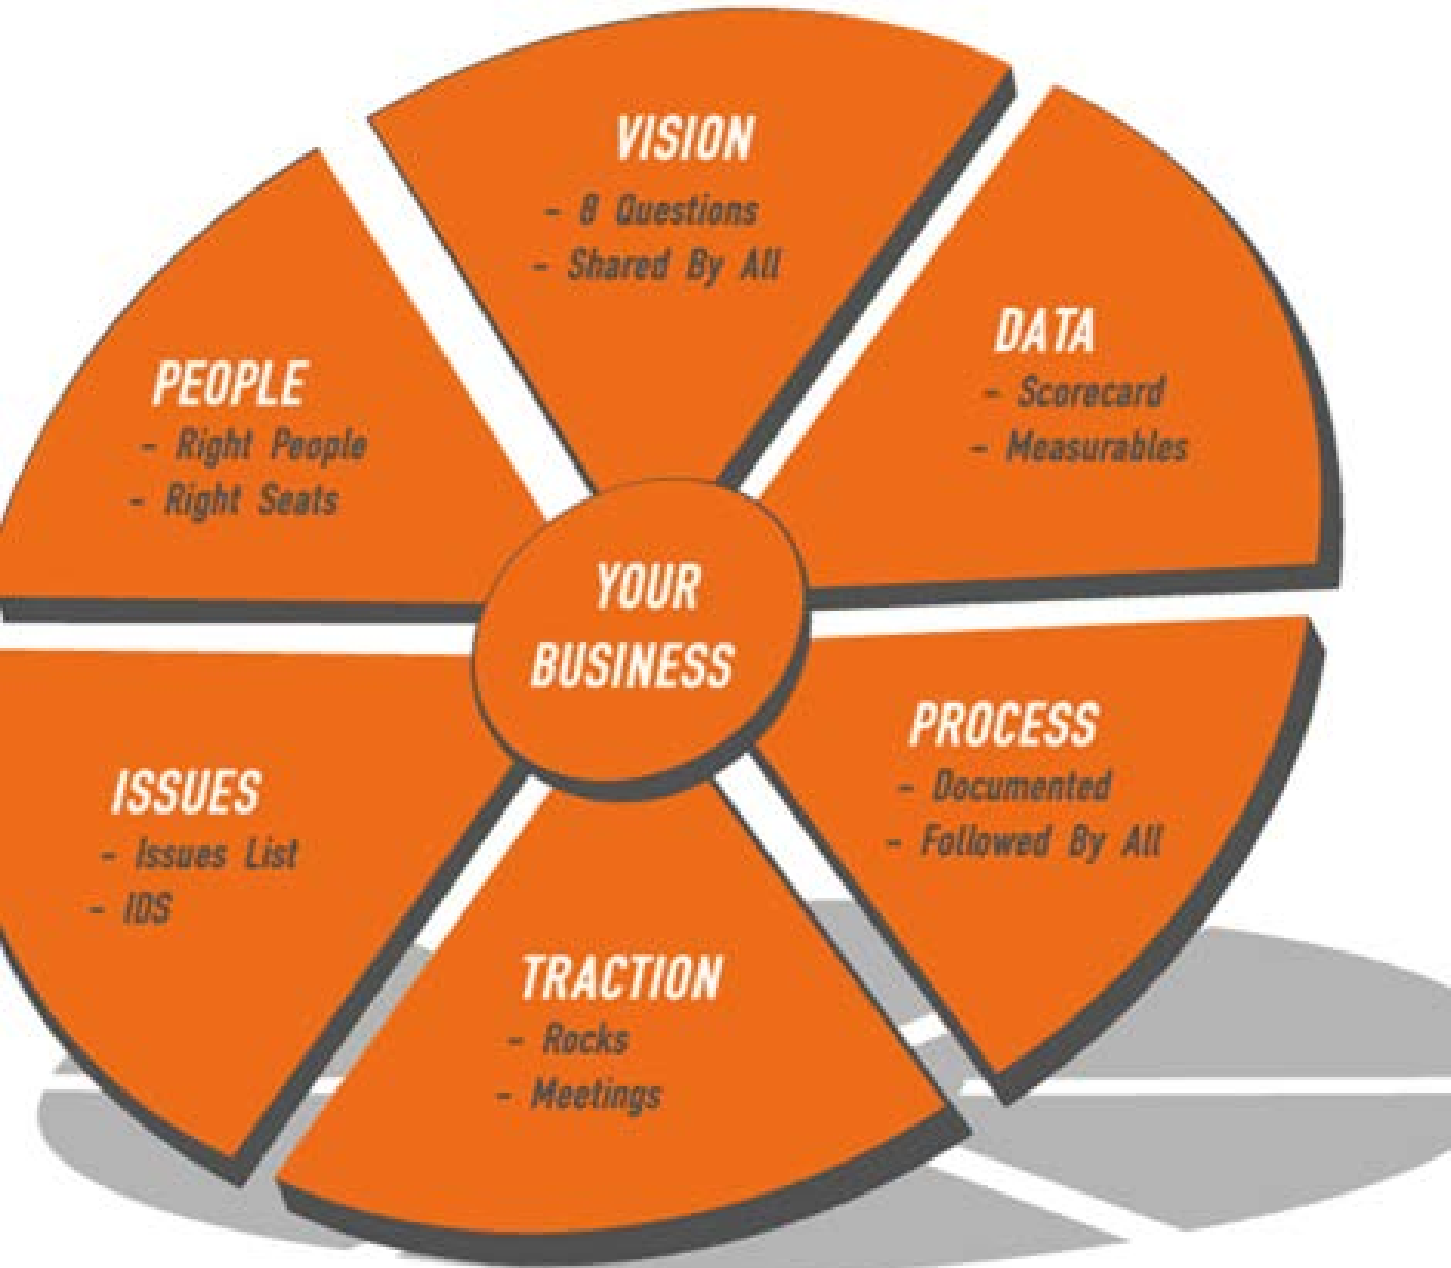 VISION
- 8 Questions
- Shared By All
DATA
- Scorecard
- Measurables
PEOPLE
- Right People
- Right Seats
YOUR
BUSINESS
PROCESS
- Documented
- Followed By All
ISSUES
- Issues List
- IDS
TRACTION
- Rocks
- Meetings